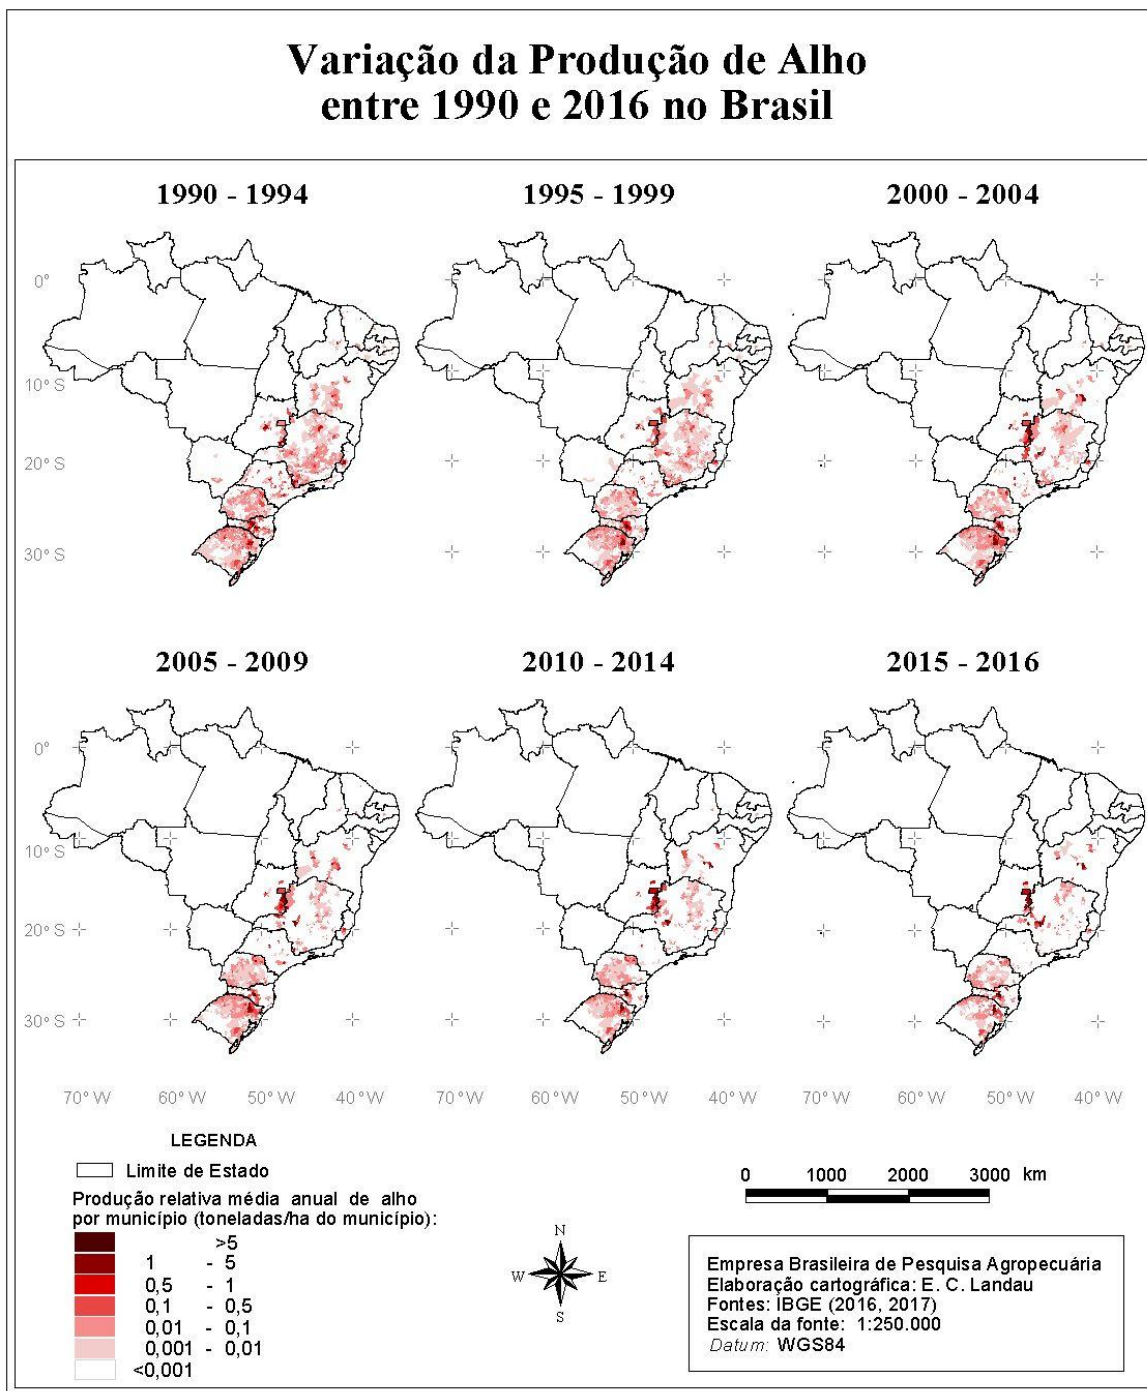 Variação da Produção de Alho
entre 1990 e 2016 no Brasil
1990 - 1994
1995 - 1999
2000 - 2004
0°
10° S
20° S
30° S
2005 - 2009
2010 - 2014
2015 - 2016
0°
10° S
20° S
30° S
70° W 60° W 50° W 40° W 70° W 60° W 50° W 40° W 70° W 60° W 50° W 40° W
LEGENDA
Limite de Estado
Produção relativa média anual de alho
por município (toneladas/ha do município):
>5
1 - 5
0,5 - 1
0,1 - 0,5
0,01 - 0,1
0,001 - 0,01
<0,001
N
W E
S
0 1000 2000 3000 km
Empresa Brasileira de Pesquisa Agropecuária
Elaboração cartográfica: E. C. Landau
Fontes: IBGE (2016, 2017)
Escala da fonte: 1:250.000
Datum: WGS84